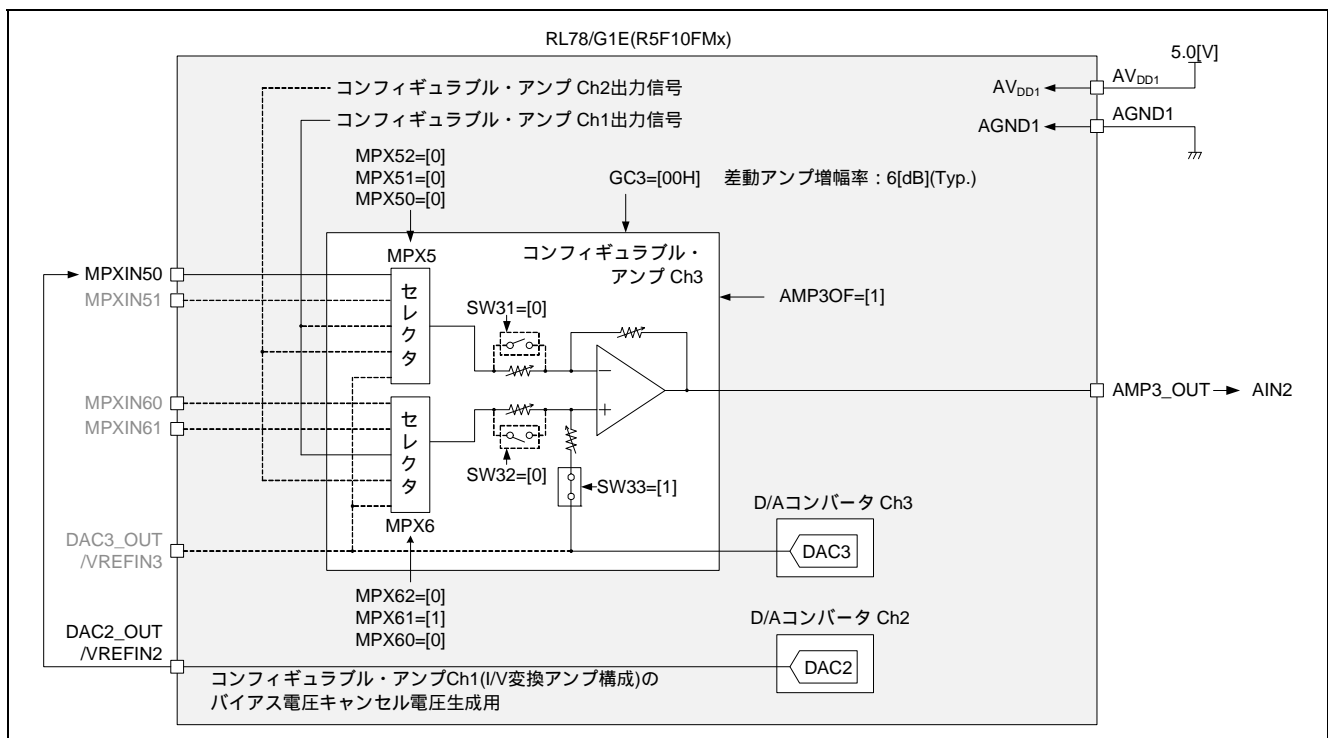 RL78/G1E(R5F10FMx)
5.0[V]
コンフィギュラブル・アンプ Ch2出力信号
AVDD1
AVDD1
コンフィギュラブル・アンプ Ch1出力信号
AGND1
AGND1
MPX52=[0]
MPX51=[0]
MPX50=[0]
GC3=[00H] 差動アンプ増幅率：6[dB](Typ.)
MPX5
コンフィギュラブル・
アンプ Ch3
MPXIN50
MPXIN51
セレクタ
SW31=[0]
AMP3OF=[1]
−
+
AMP3_OUT
AIN2
MPXIN60
MPXIN61
セレクタ
SW32=[0]
SW33=[1]
MPX6
D/Aコンバータ Ch3
DAC3
DAC3_OUT
/VREFIN3
MPX62=[0]
MPX61=[1]
MPX60=[0]
D/Aコンバータ Ch2
DAC2
DAC2_OUT
/VREFIN2
コンフィギュラブル・アンプCh1(I/V変換アンプ構成)の
バイアス電圧キャンセル電圧生成用